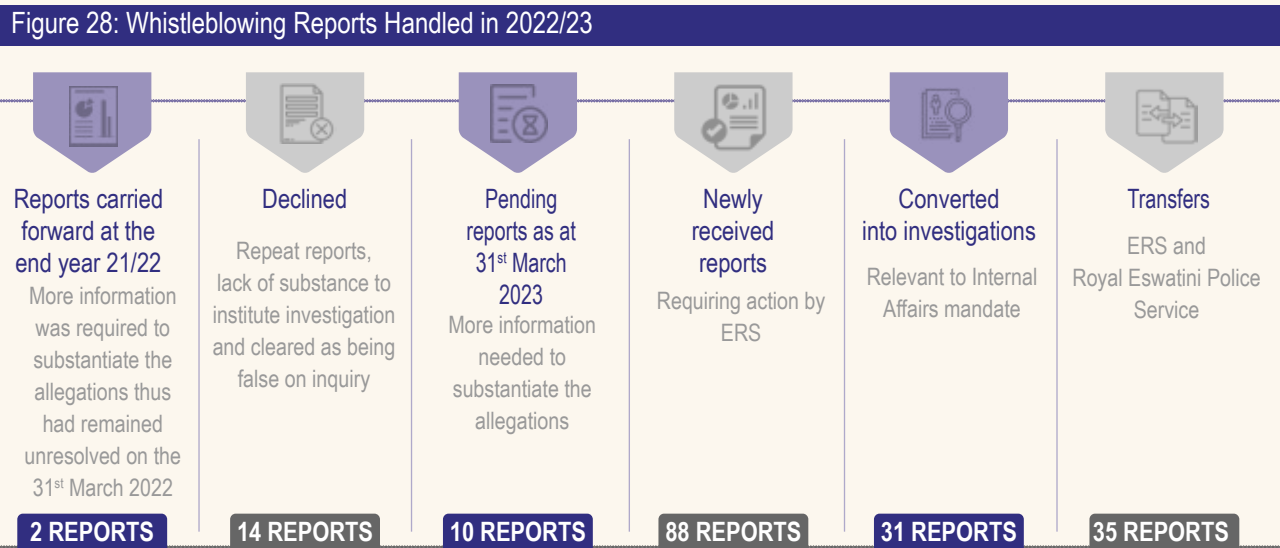 Figure 28: Whistleblowing Reports Handled in 2022/23
Reports carried
forward at the
end year 21/22
More information
was required to
substantiate the
allegations thus
had remained
unresolved on the
31st March 2022
2 REPORTS
Declined
Repeat reports,
lack of substance to
institute investigation
and cleared as being
false on inquiry
14 REPORTS
Pending
reports as at
31st March
2023
More information
needed to
substantiate the
allegations
10 REPORTS
Newly
received
reports
Requiring action by
ERS
88 REPORTS
Converted
into investigations
Relevant to Internal
Affairs mandate
31 REPORTS
Transfers
ERS and
Royal Eswatini Police
Service
35 REPORTS